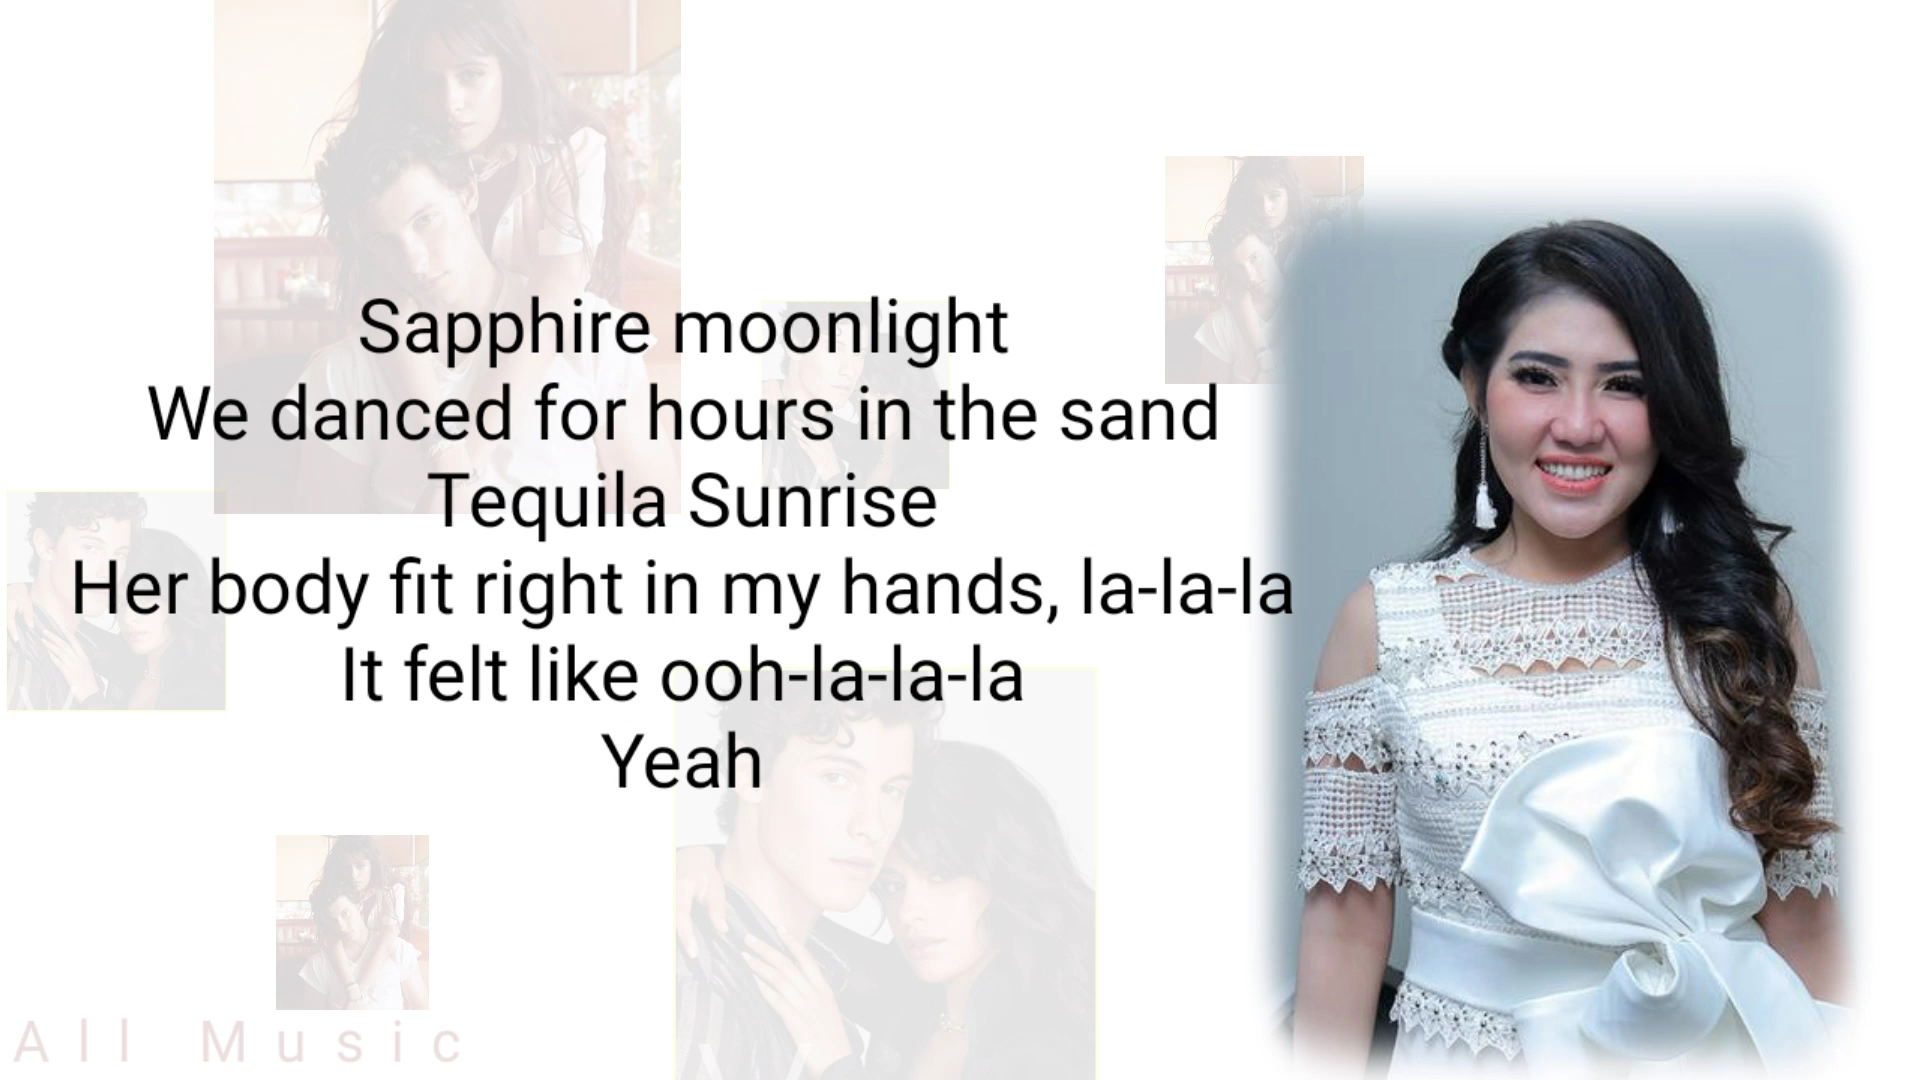 Sapphire moonlight
We danced for hours in the sand
Tequila Sunrise
Her body fit right in my hands, la-la-la
It felt like ooh-la-la-la
Yeah
All Music